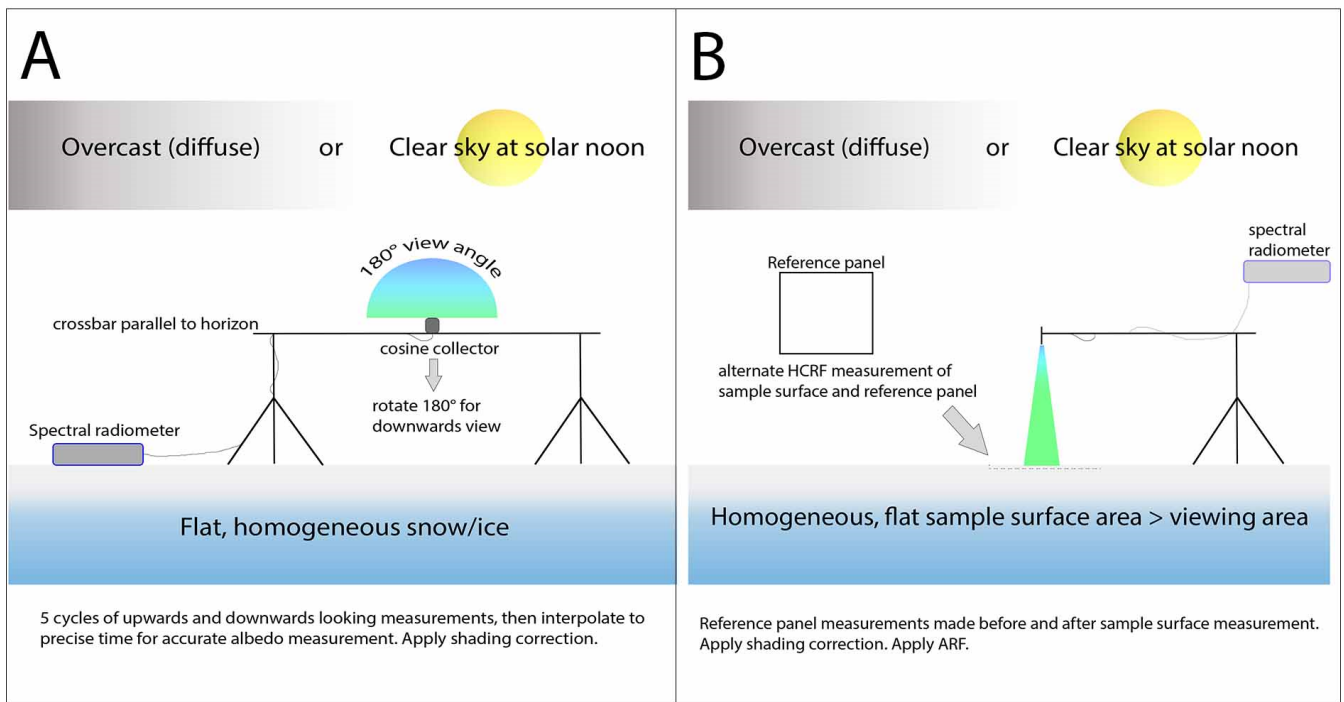 A
Overcast (diffuse) or Clear sky at solar noon
180° view angle
crossbar parallel to horizon
cosine collector
rotate 180° for
downwards view
Spectral radiometer
Flat, homogeneous snow/ice
5 cycles of upwards and downwards looking measurements, then interpolate to
precise time for accurate albedo measurement. Apply shading correction.
B
Overcast (diffuse) or Clear sky at solar noon
spectral
radiometer
Reference panel
alternate HCRF measurement of
sample surface and reference panel
Homogeneous, flat sample surface area > viewing area
Reference panel measurements made before and after sample surface measurement.
Apply shading correction. Apply ARF.